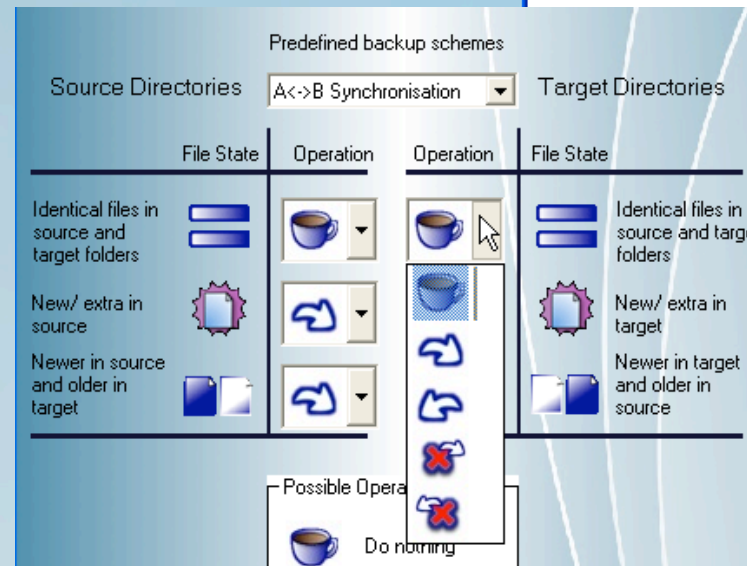 Predefined backup schemes
Source Directories
A<->B Synchronisation
Target Directories
File State
Operation
Operation
File State
Identical files in
source and
target folders
Identical files in
source and targ
folders
New/ extra in
source
New/ extra in
target
Newer in source
and older in
target
Newer in target
and older in
source
Possible Opera
Do nothing